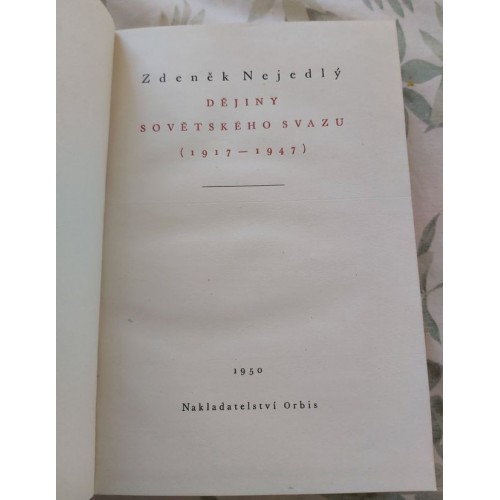 Zdeněk Nejedlý
DĚJINY
SOVĚTSKÉHO SVAZU
(1917—1947)
1950
Nakladatelství Orbis